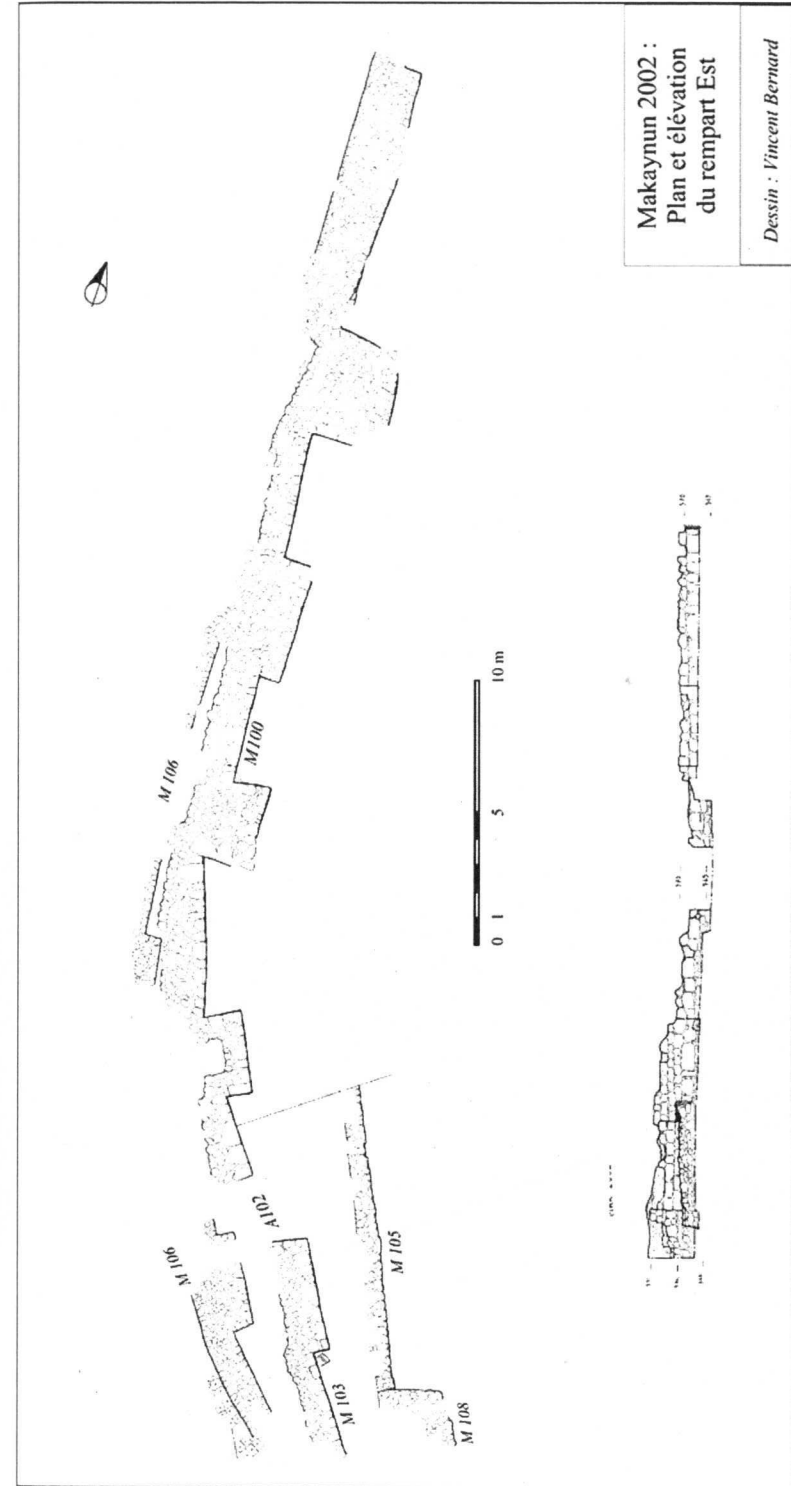 Makaynun 2002 :
Plan et élévation
du rempart Est
Dessin : Vincent Bernard
M 106
M100
M 106
A102
M 103
M 105
M 108
0 1 5 10 m